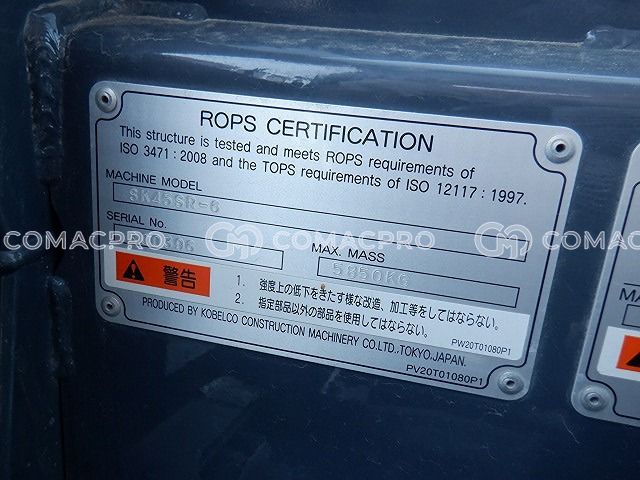 ROPS CERTIFICATION
This structure is tested and meets ROPS requirements of
ISO 3471 : 2008 and the TOPS requirements of ISO 12117 : 1997.
MACHINE MODEL
SK45SR-6
SERIAL No.
MAX. MASS
5850KG
COMACPRO COMACPRO COMACPRO
警告
1. 強度上の低下をきたす様な改造、加工等をしてはならない。
2. 指定部品以外の部品を使用してはならない。
PW20T01080P1
PRODUCED BY KOBELCO CONSTRUCTION MACHINERY CO.LTD.,TOKYO,JAPAN.
PV20T01080P1